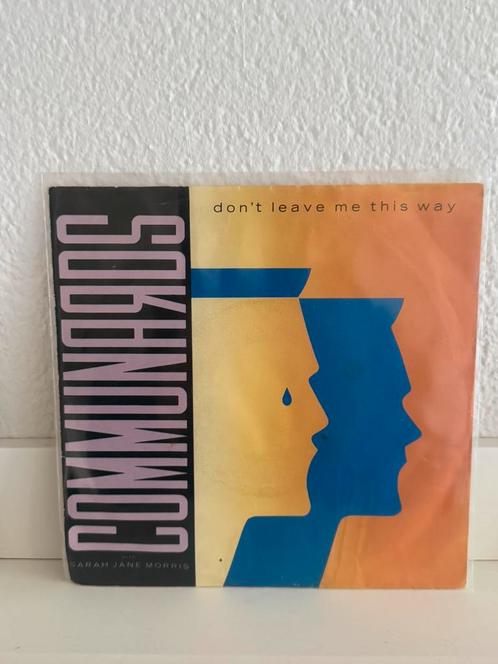 don't leave me this way
COMMUNARDS
with
SARAH JANE MORRIS